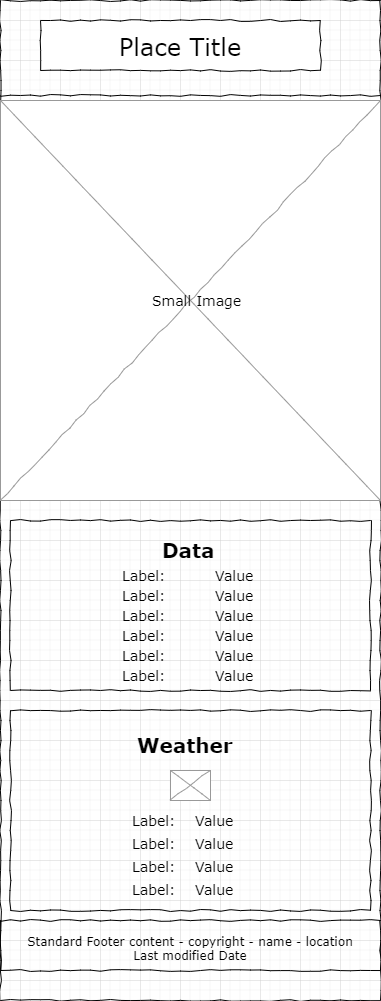 Place Title
Small Image
Data
Label: Value
Label: Value
Label: Value
Label: Value
Label: Value
Label: Value
Weather
Label: Value
Label: Value
Label: Value
Label: Value
Standard Footer content - copyright - name - location
Last modified Date